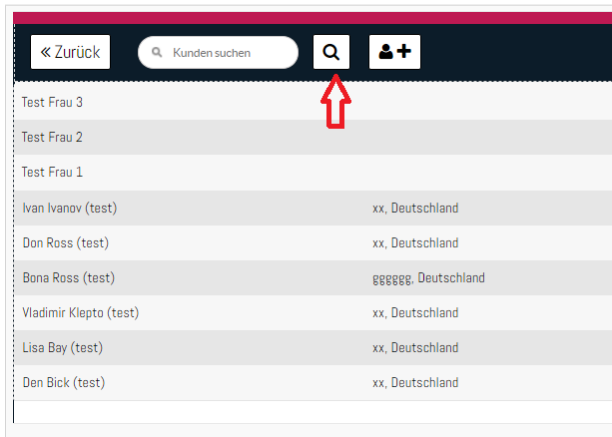 « Zurück
Kunden suchen
Test Frau 3
Test Frau 2
Test Frau 1
Ivan Ivanov (test) xx, Deutschland
Don Ross (test) xx, Deutschland
Bona Ross (test) gggggg, Deutschland
Vladimir Klepto (test) xx, Deutschland
Lisa Bay (test) xx, Deutschland
Den Bick (test) xx, Deutschland